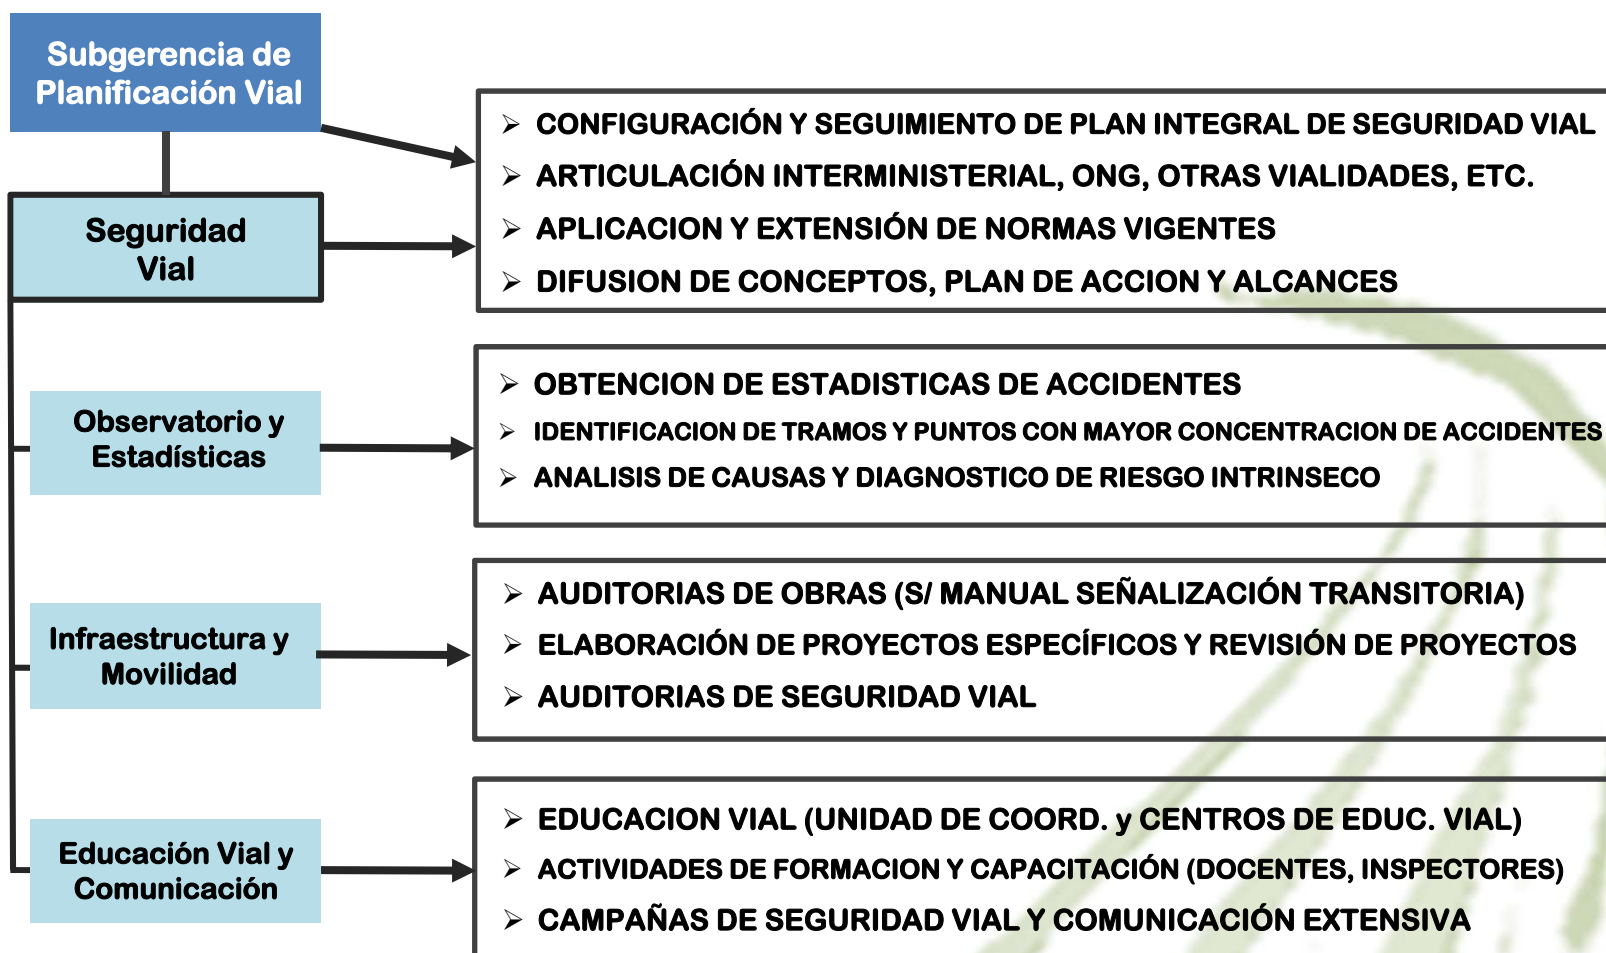 Subgerencia de
Planificación Vial
CONFIGURACIÓN Y SEGUIMIENTO DE PLAN INTEGRAL DE SEGURIDAD VIAL
ARTICULACIÓN INTERMINISTERIAL, ONG, OTRAS VIALIDADES, ETC.
APLICACION Y EXTENSIÓN DE NORMAS VIGENTES
DIFUSION DE CONCEPTOS, PLAN DE ACCION Y ALCANCES
Seguridad
Vial
Observatorio y
Estadísticas
OBTENCION DE ESTADISTICAS DE ACCIDENTES
IDENTIFICACION DE TRAMOS Y PUNTOS CON MAYOR CONCENTRACION DE ACCIDENTES
ANALISIS DE CAUSAS Y DIAGNOSTICO DE RIESGO INTRINSECO
Infraestructura y
Movilidad
AUDITORIAS DE OBRAS (S/ MANUAL SEÑALIZACIÓN TRANSITORIA)
ELABORACIÓN DE PROYECTOS ESPECÍFICOS Y REVISIÓN DE PROYECTOS
AUDITORIAS DE SEGURIDAD VIAL
Educación Vial y
Comunicación
EDUCACION VIAL (UNIDAD DE COORD. y CENTROS DE EDUC. VIAL)
ACTIVIDADES DE FORMACION Y CAPACITACIÓN (DOCENTES, INSPECTORES)
CAMPAÑAS DE SEGURIDAD VIAL Y COMUNICACIÓN EXTENSIVA